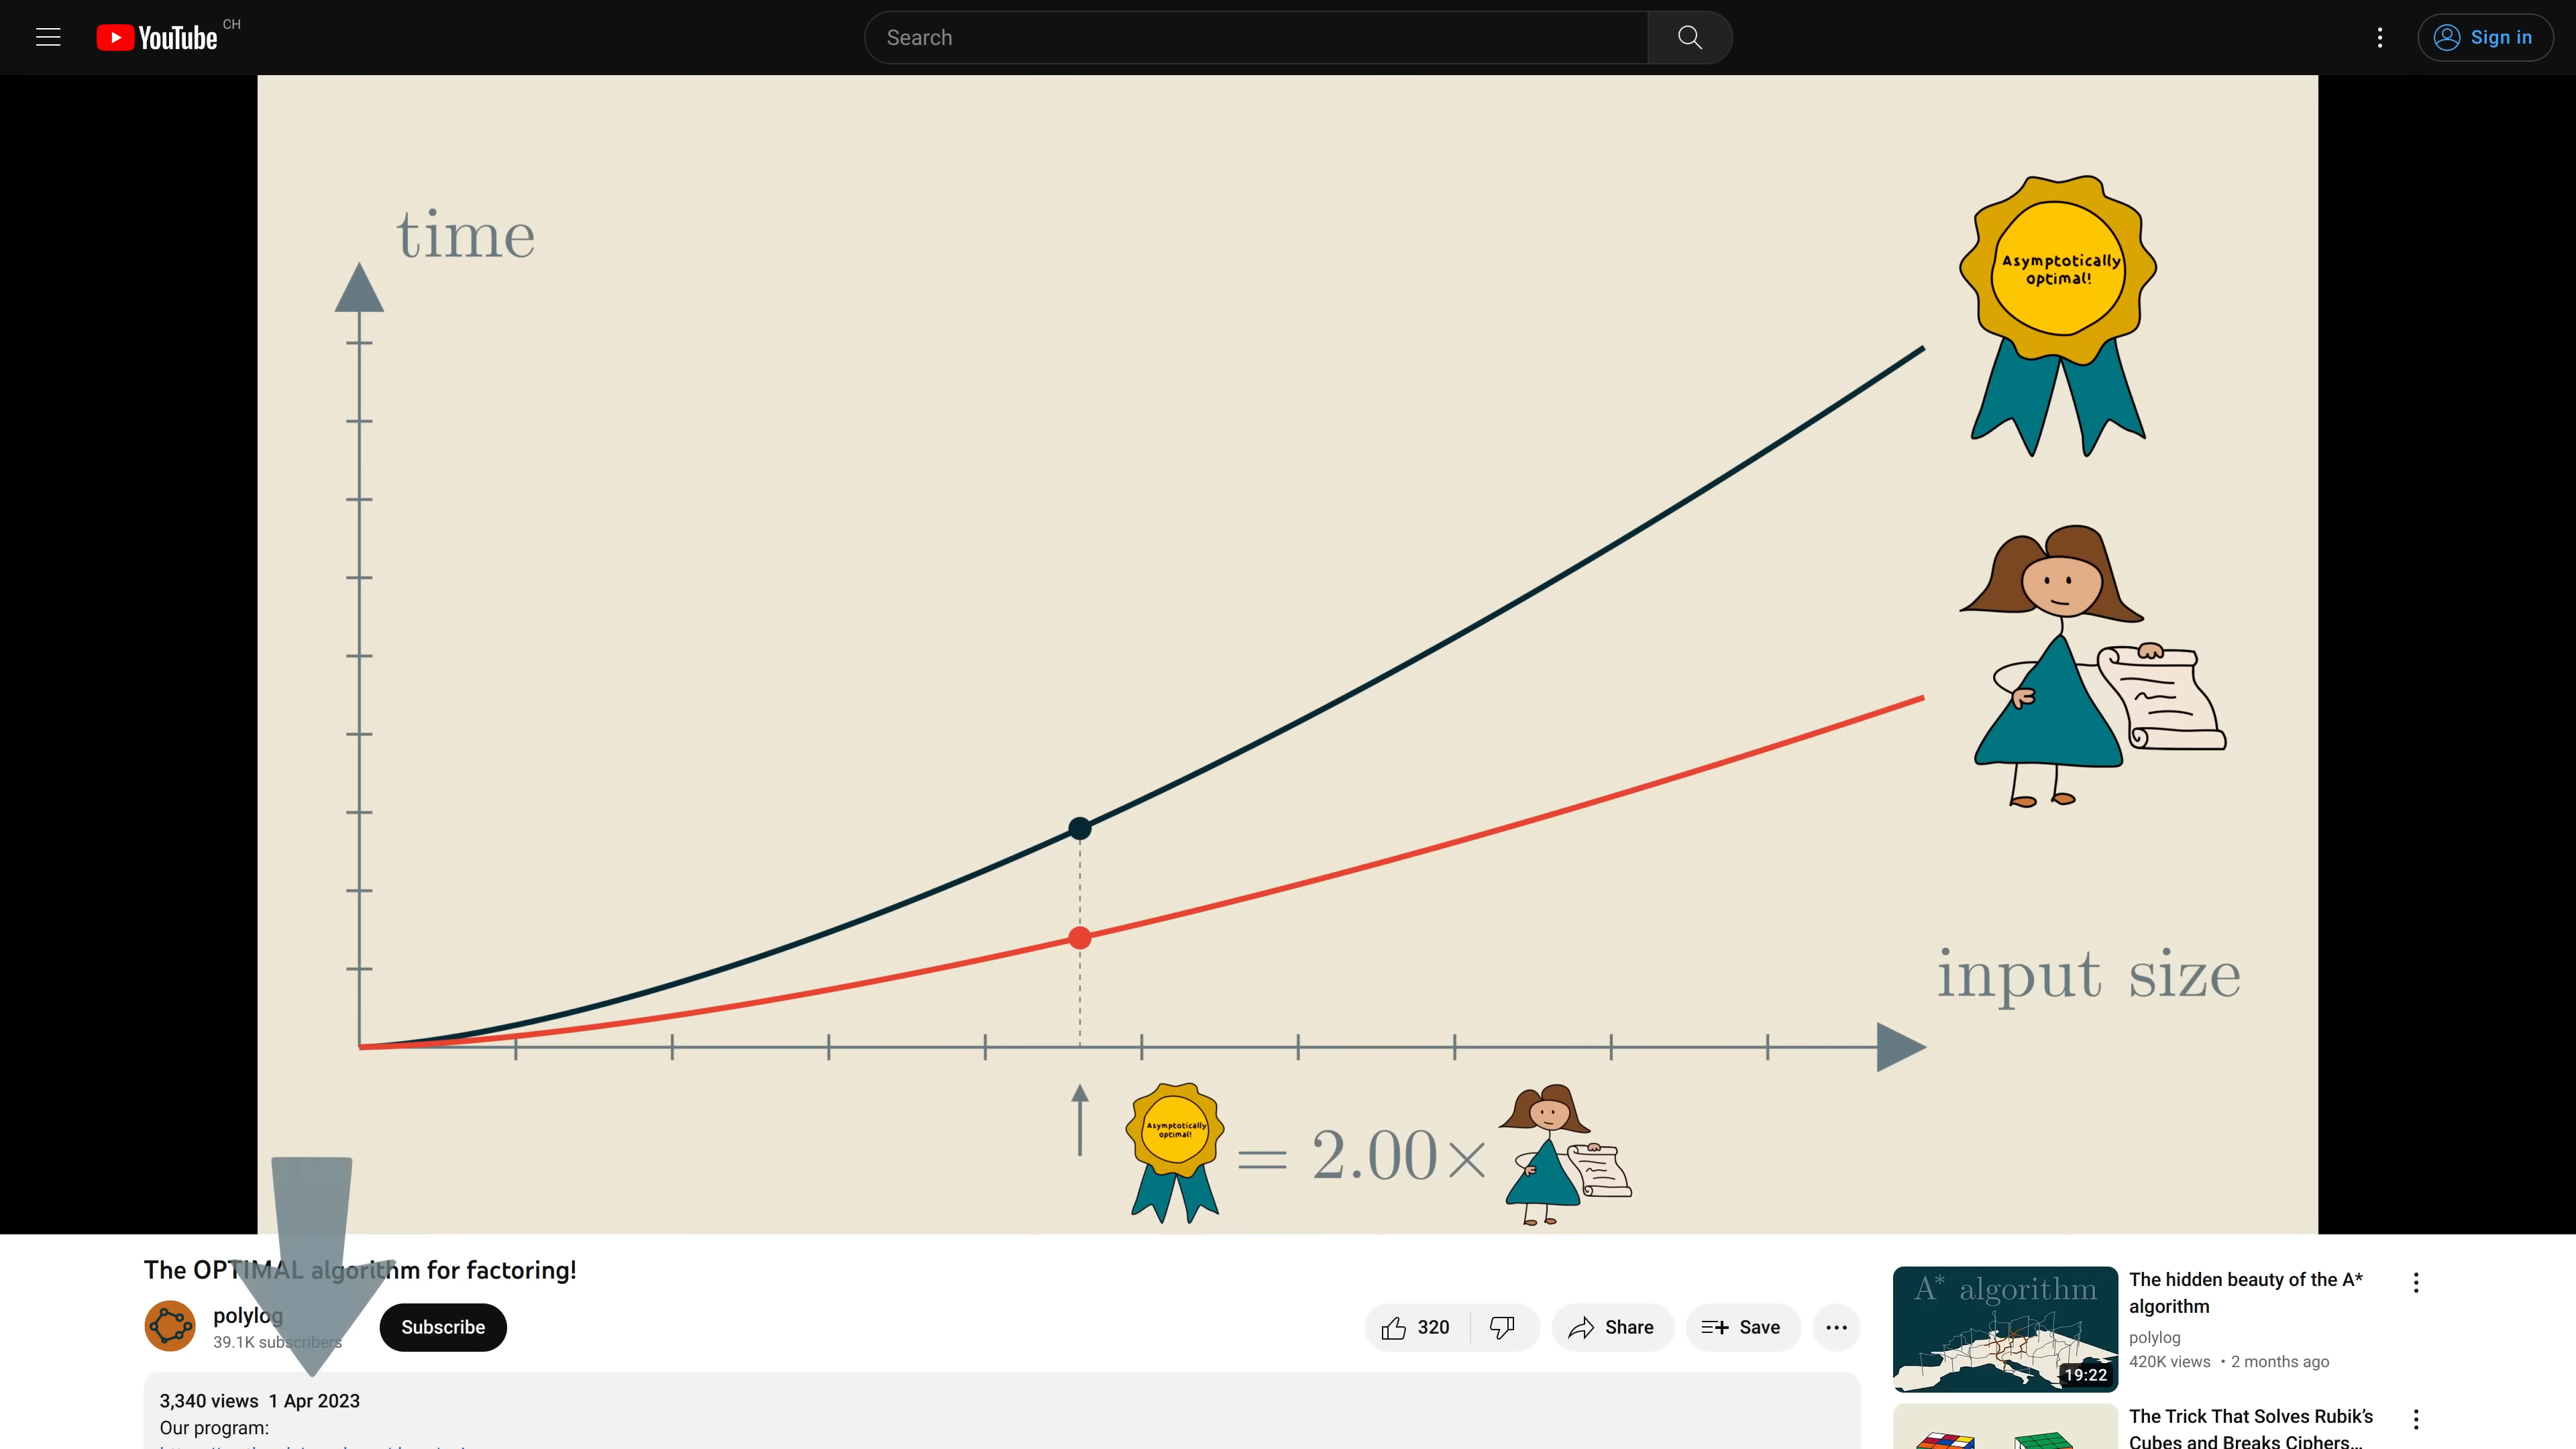 YouTube CH
Search
Sign in
time
Asymptotically
optimal!
input size
Asymptotically
optimal!
= 2.00×
The OPTIMAL algorithm for factoring!
polylog
39.1K subscribers
Subscribe
320
Share
Save
3,340 views 1 Apr 2023
Our program:
A* algorithm
19:22
The hidden beauty of the A*
algorithm
polylog
420K views • 2 months ago
The Trick That Solves Rubik's
Cubes and Breaks Ciphers...